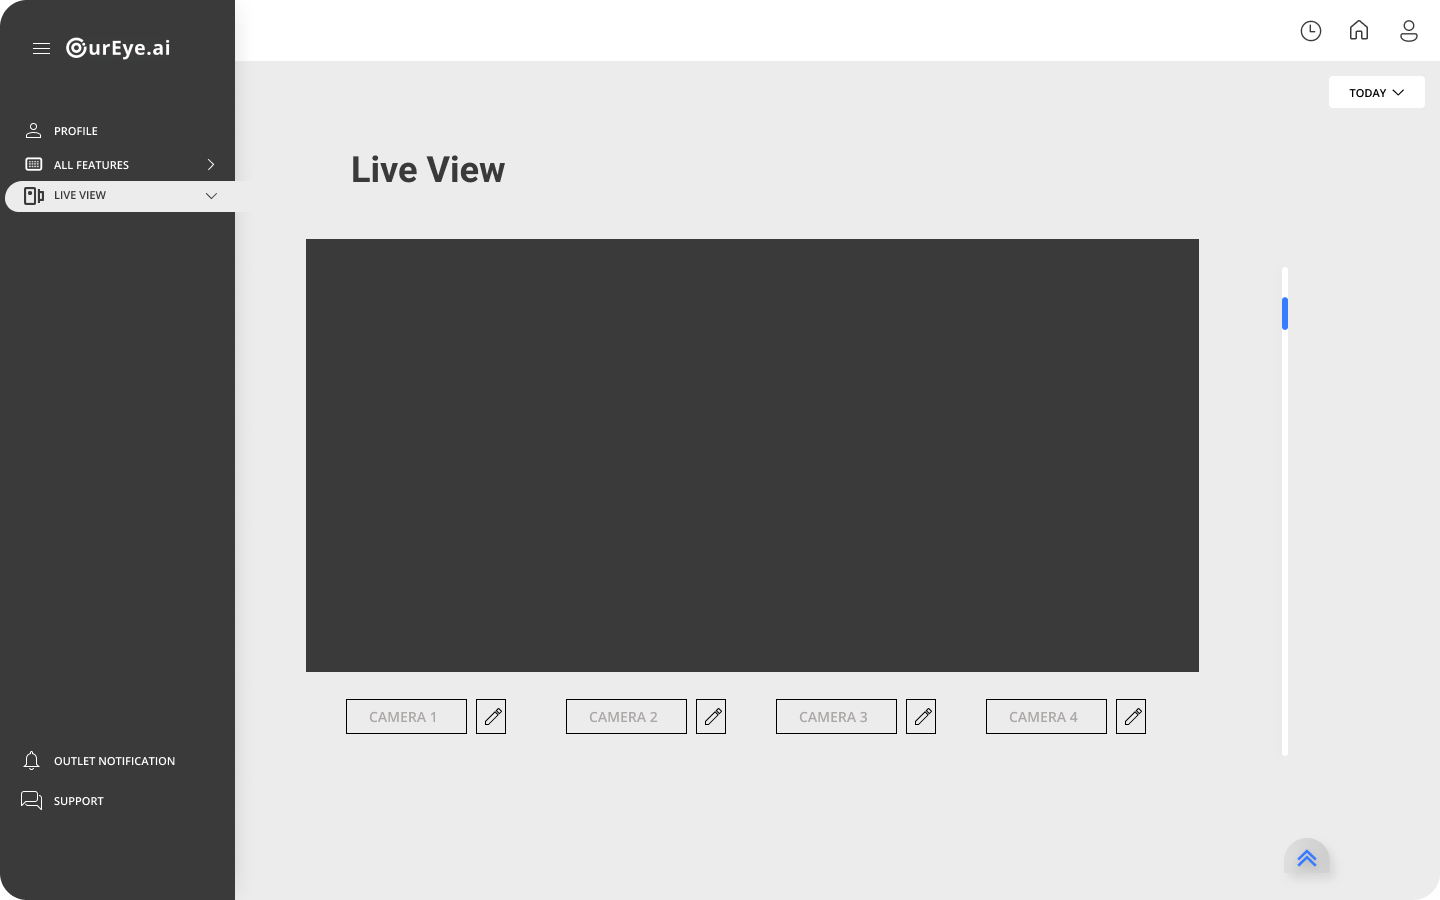 OurEye.ai
PROFILE
ALL FEATURES
LIVE VIEW
OUTLET NOTIFICATION
SUPPORT
TODAY
Live View
CAMERA 1
CAMERA 2
CAMERA 3
CAMERA 4